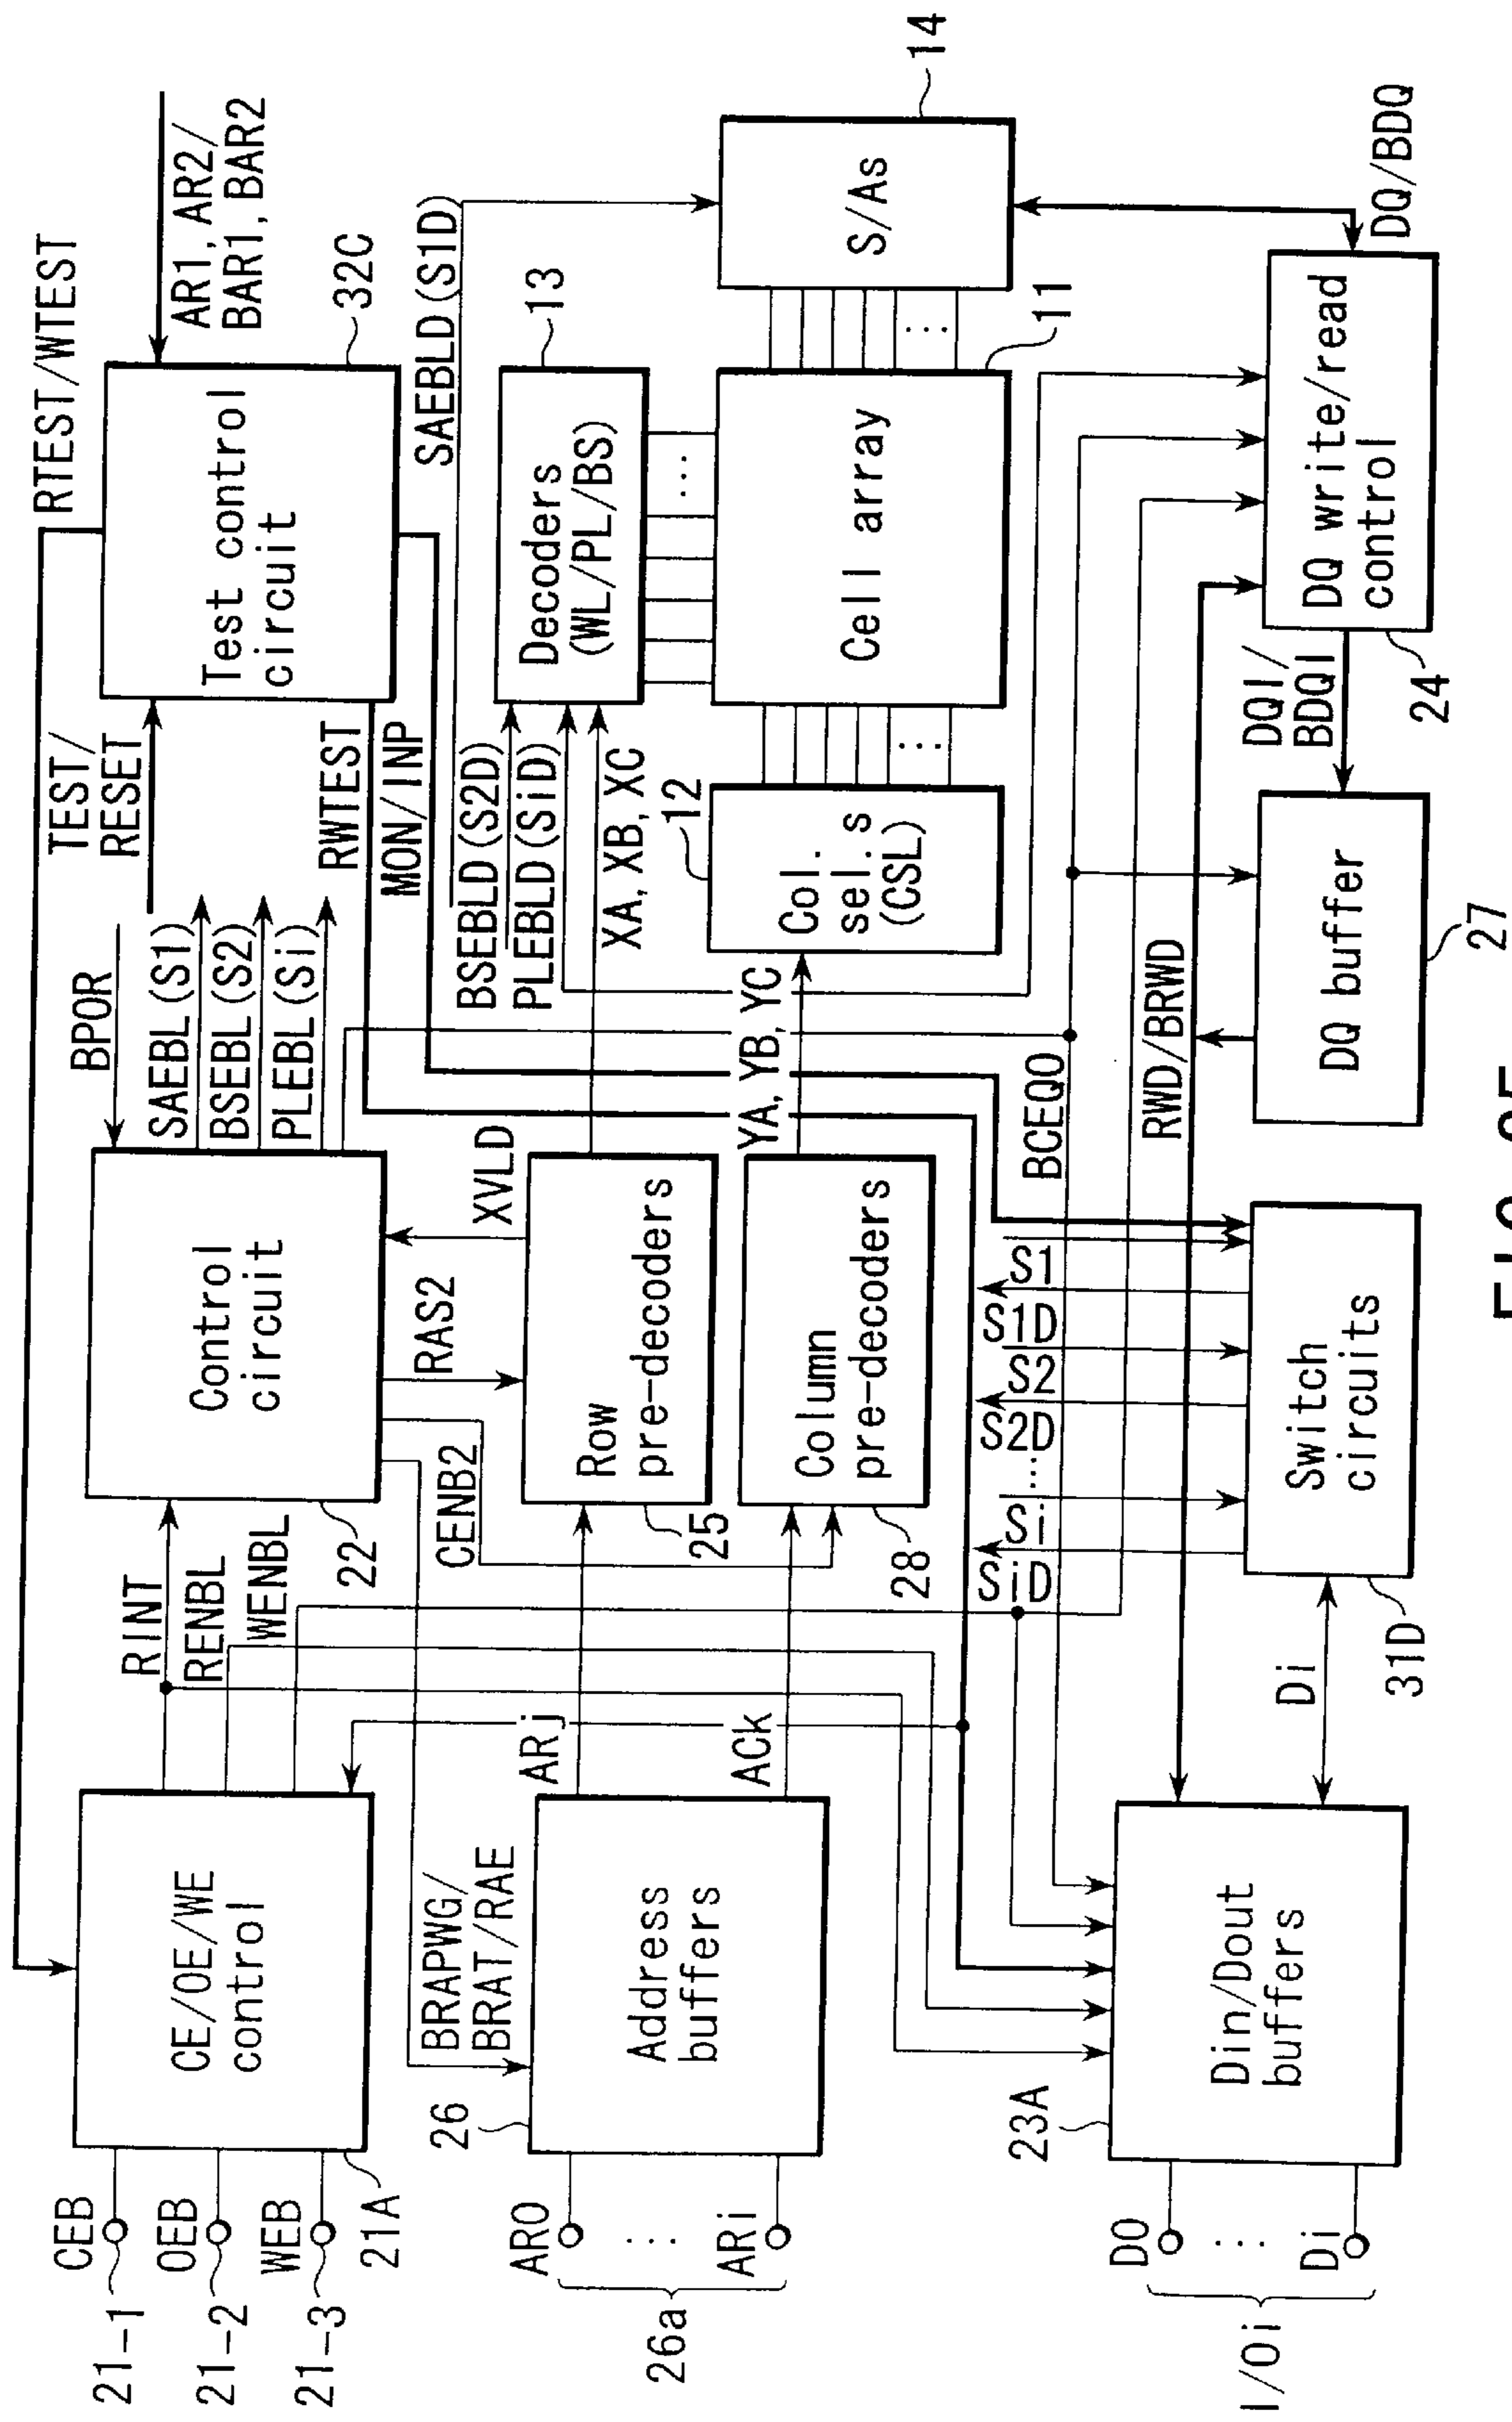 CEB
21-1
OEB
21-2
WEB
21-3
21A
CE/OE/WE
control
RINT
RENBL
WENBL
Control
circuit
22
BPOR
SAEBL(S1)
BSEBL(S2)
PLEBL(Si)
TEST/
RESET
Test control
circuit
32C
RTEST/WTEST
AR1, AR2/
BAR1, BAR2
RWTEST
MON/INP
SAEBLD(S1D)
BSEBLD(S2D)
PLEBLD(SiD)
XA, XB, XC
Decoders
(WL/PL/BS)
13
XVLD
RAS2
CENB2
BRAPWG/
BRAT/RAE
AR0
⋮
ARi
26a
26
Address
buffers
ARj
ACk
Row
pre-decoders
25
Column
pre-decoders
28
YA, YB, YC
Col.
sel.s
(CSL)
12
Cell array
11
S/As
14
...
...
...
BCEQ0
RWD/BRWD
D0
⋮
Di
I/Oi
23A
Din/Dout
buffers
Di
Switch
circuits
31D
S1
S1D
S2
S2D
...
Si
SiD
DQ buffer
27
DQI/
BDQI
DQ write/read
control
24
DQ/BDQ